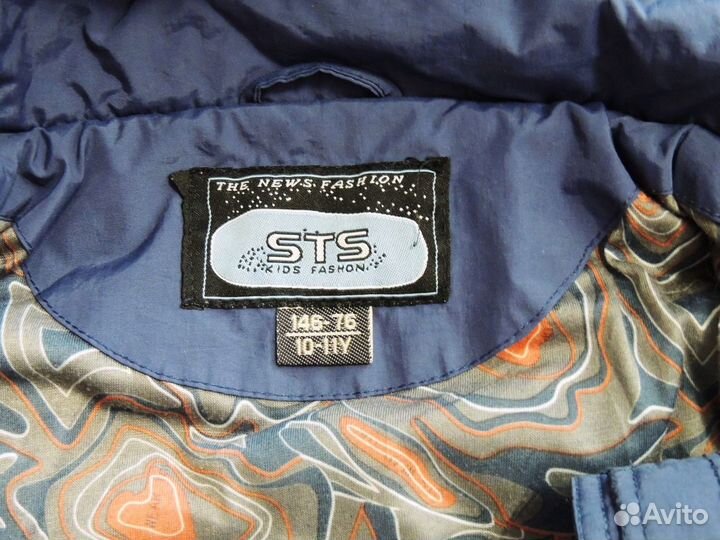 THE NEWS FASHION
STS
KIDS FASHION
146-76
10-11Y
Avito